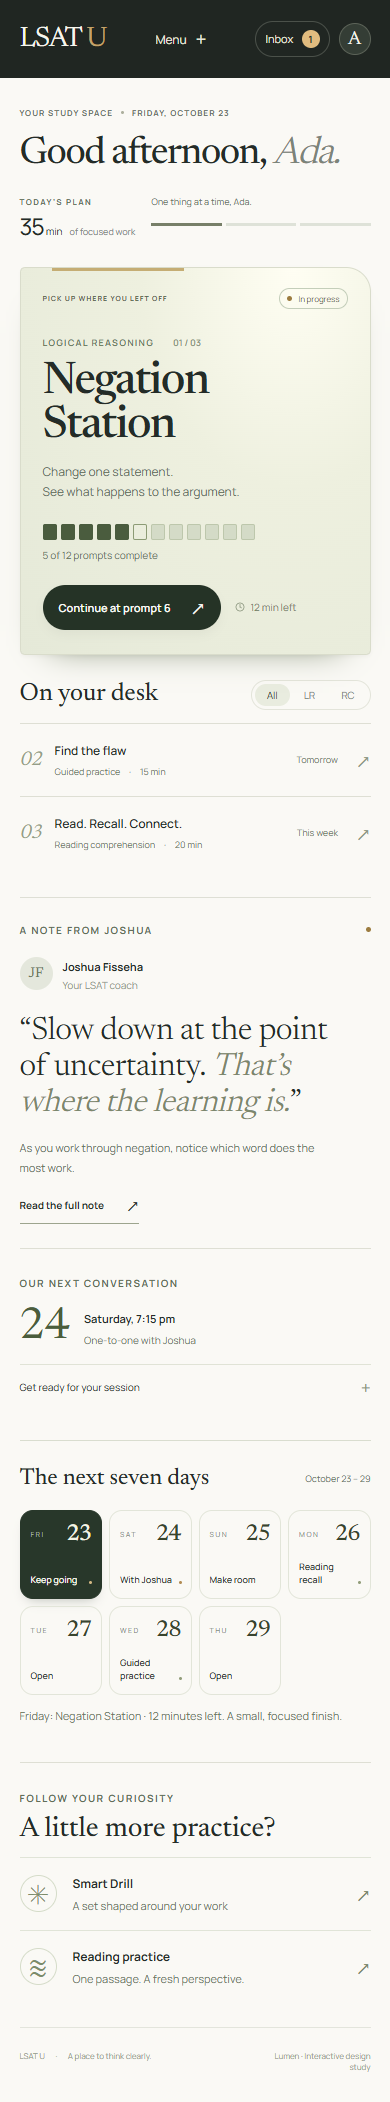 LSAT U
Menu +
Inbox 1
A
YOUR STUDY SPACE • FRIDAY, OCTOBER 23
Good afternoon, Ada.
TODAY'S PLAN
35 min of focused work
One thing at a time, Ada.
PICK UP WHERE YOU LEFT OFF
In progress
LOGICAL REASONING 01 / 03
Negation
Station
Change one statement.
See what happens to the argument.
5 of 12 prompts complete
Continue at prompt 6 ↗
12 min left
On your desk
All LR RC
02 Find the flaw
Guided practice · 15 min
Tomorrow ↗
03 Read. Recall. Connect.
Reading comprehension · 20 min
This week ↗
A NOTE FROM JOSHUA
JF
Joshua Fisseha
Your LSAT coach
“Slow down at the point
of uncertainty. That’s
where the learning is.”
As you work through negation, notice which word does the
most work.
Read the full note ↗
OUR NEXT CONVERSATION
24
Saturday, 7:15 pm
One-to-one with Joshua
Get ready for your session +
The next seven days
October 23 – 29
FRI 23
Keep going
SAT 24
With Joshua
SUN 25
Make room
MON 26
Reading
recall
TUE 27
Open
WED 28
Guided
practice
THU 29
Open
Friday: Negation Station · 12 minutes left. A small, focused finish.
FOLLOW YOUR CURIOSITY
A little more practice?
Smart Drill
A set shaped around your work ↗
Reading practice
One passage. A fresh perspective. ↗
LSAT U · A place to think clearly.
Lumen · Interactive design
study